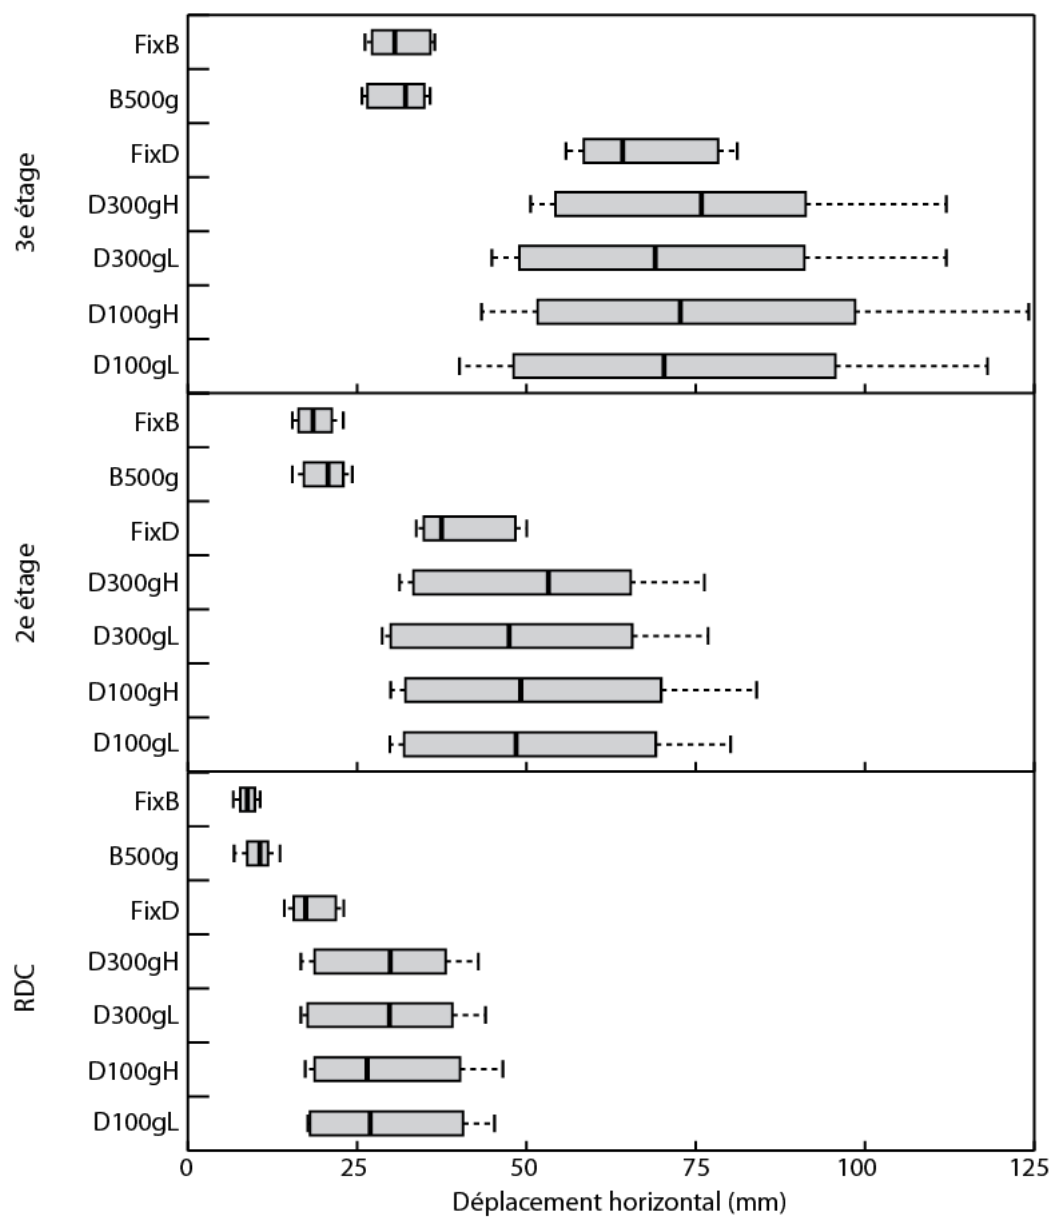 3e étage
FixB
B500g
FixD
D300gH
D300gL
D100gH
D100gL
2e étage
FixB
B500g
FixD
D300gH
D300gL
D100gH
D100gL
RDC
FixB
B500g
FixD
D300gH
D300gL
D100gH
D100gL
0 25 50 75 100 125
Déplacement horizontal (mm)